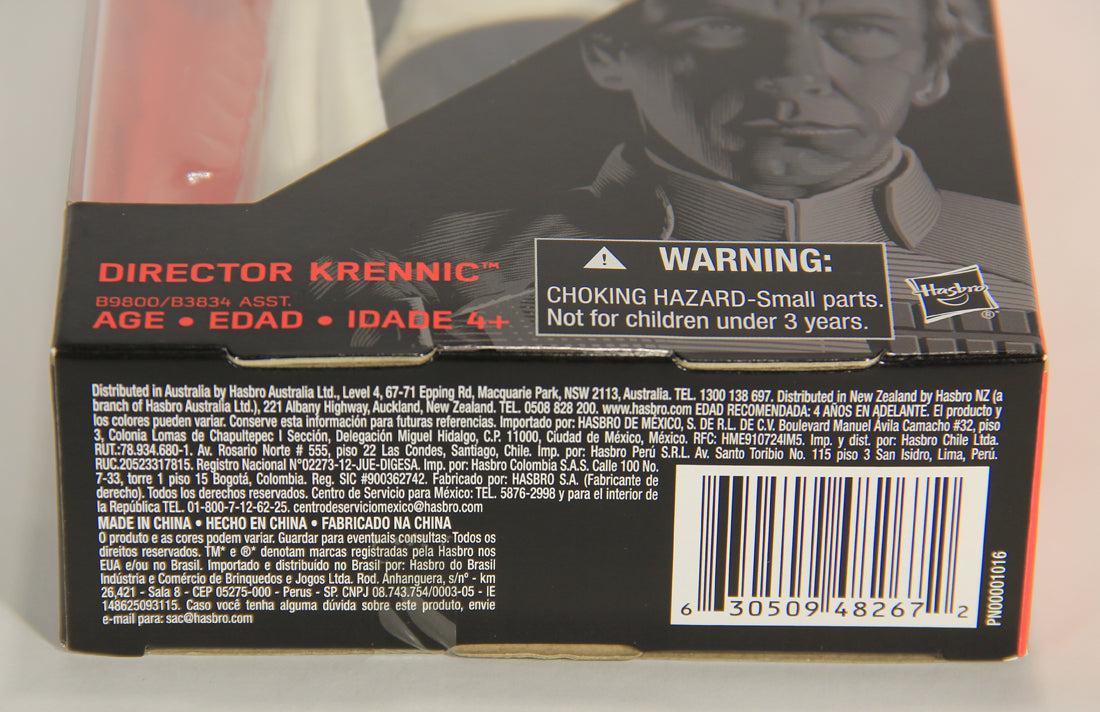 DIRECTOR KRENNIC™
B9800/B3834 ASST.
AGE • EDAD • IDADE 4+
WARNING:
CHOKING HAZARD-Small parts.
Not for children under 3 years.
Hasbro
®
Distributed in Australia by Hasbro Australia Ltd., Level 4, 67-71 Epping Rd, Macquarie Park, NSW 2113, Australia. TEL. 1300 138 697. Distributed in New Zealand by Hasbro NZ (a
branch of Hasbro Australia Ltd.), 221 Albany Highway, Auckland, New Zealand. TEL. 0508 828 200. www.hasbro.com EDAD RECOMENDADA: 4 AÑOS EN ADELANTE. El producto y
los colores pueden variar. Conserve esta información para futuras referencias. Importado por: HASBRO DE MÉXICO, S. DE R.L. DE C.V. Boulevard Manuel Ávila Camacho #32, piso
3, Colonia Lomas de Chapultepec I Sección, Delegación Miguel Hidalgo, C.P. 11000, Ciudad de México, México. RFC: HME910724IM5. Imp. y dist. por: Hasbro Chile Ltda.
RUT.:78.934.680-1. Av. Rosario Norte # 555, piso 22 Las Condes, Santiago, Chile. Imp. por: Hasbro Perú S.R.L. Av. Santo Toribio No. 115 piso 3 San Isidro, Lima, Perú.
RUC.20523317815. Registro Nacional N°02273-12-JUE-DIGESA. Imp. por: Hasbro Colombia S.A.S. Calle 100 No.
7-33, torre 1 piso 15 Bogotá, Colombia. Reg. SIC #900362742. Fabricado por: HASBRO S.A. (Fabricante de
derecho). Todos los derechos reservados. Centro de Servicio para México: TEL. 5876-2998 y para el interior de
la República TEL. 01-800-7-12-62-25. centrodeserviciomexico@hasbro.com
MADE IN CHINA • HECHO EN CHINA • FABRICADO NA CHINA
O produto e as cores podem variar. Guardar para eventuais consultas. Todos os
direitos reservados. TM* e ®* denotam marcas registradas pela Hasbro nos
EUA e/ou no Brasil. Importado e distribuído no Brasil por: Hasbro do Brasil
Indústria e Comércio de Brinquedos e Jogos Ltda. Rod. Anhanguera, s/nº - km
26,421 - Sala 8 - CEP 05275-000 - Perus - SP. CNPJ 08.743.754/0003-05 - IE
148625093115. Caso você tenha alguma dúvida sobre este produto, envie
e-mail para: sac@hasbro.com
6 30509 48267 2
PN00001016